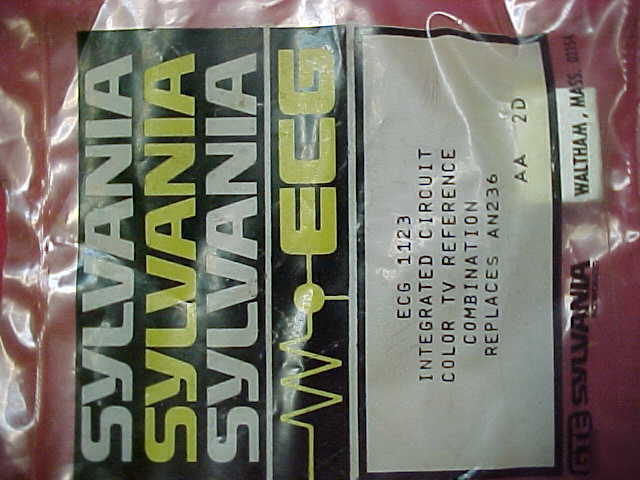 SYLVANIA
SYLVANIA
SYLVANIA
ECG
ECG 1123
INTEGRATED CIRCUIT
COLOR TV REFERENCE
COMBINATION
REPLACES AN236
AA 2D
GTE SYLVANIA
WALTHAM, MASS.